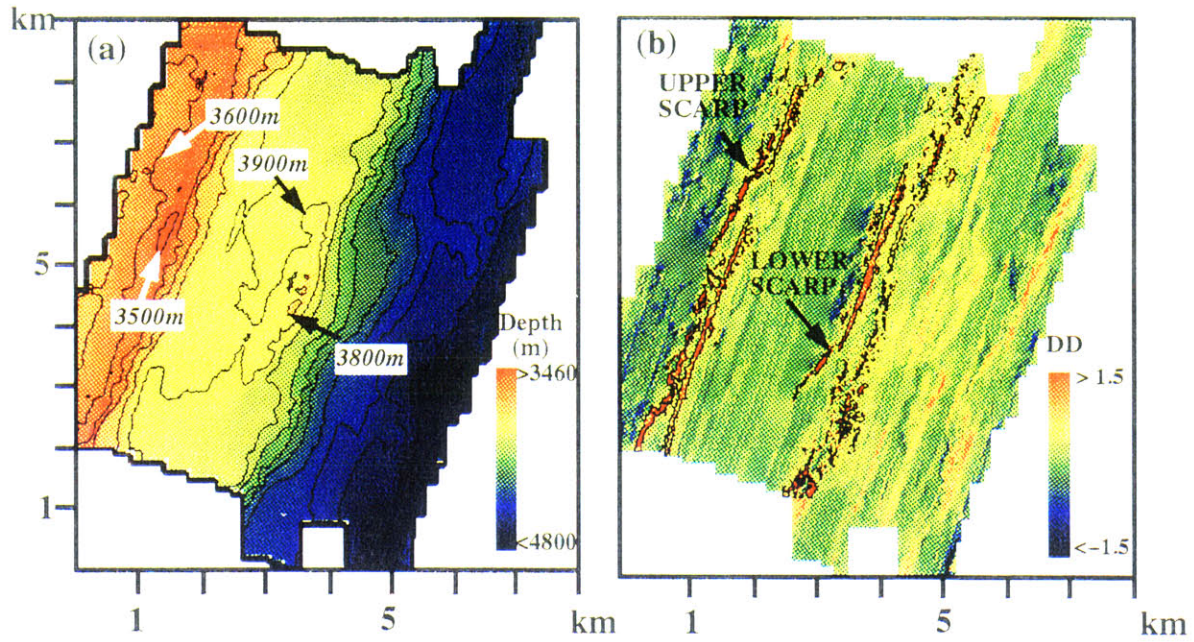 km
(a)
3600m
3900m
5
3500m
3800m
Depth
(m)
>3460
<4800
1
1
5
km
(b)
UPPER
SCARP
LOWER
SCARP
DD
> 1.5
<-1.5
1
5
km